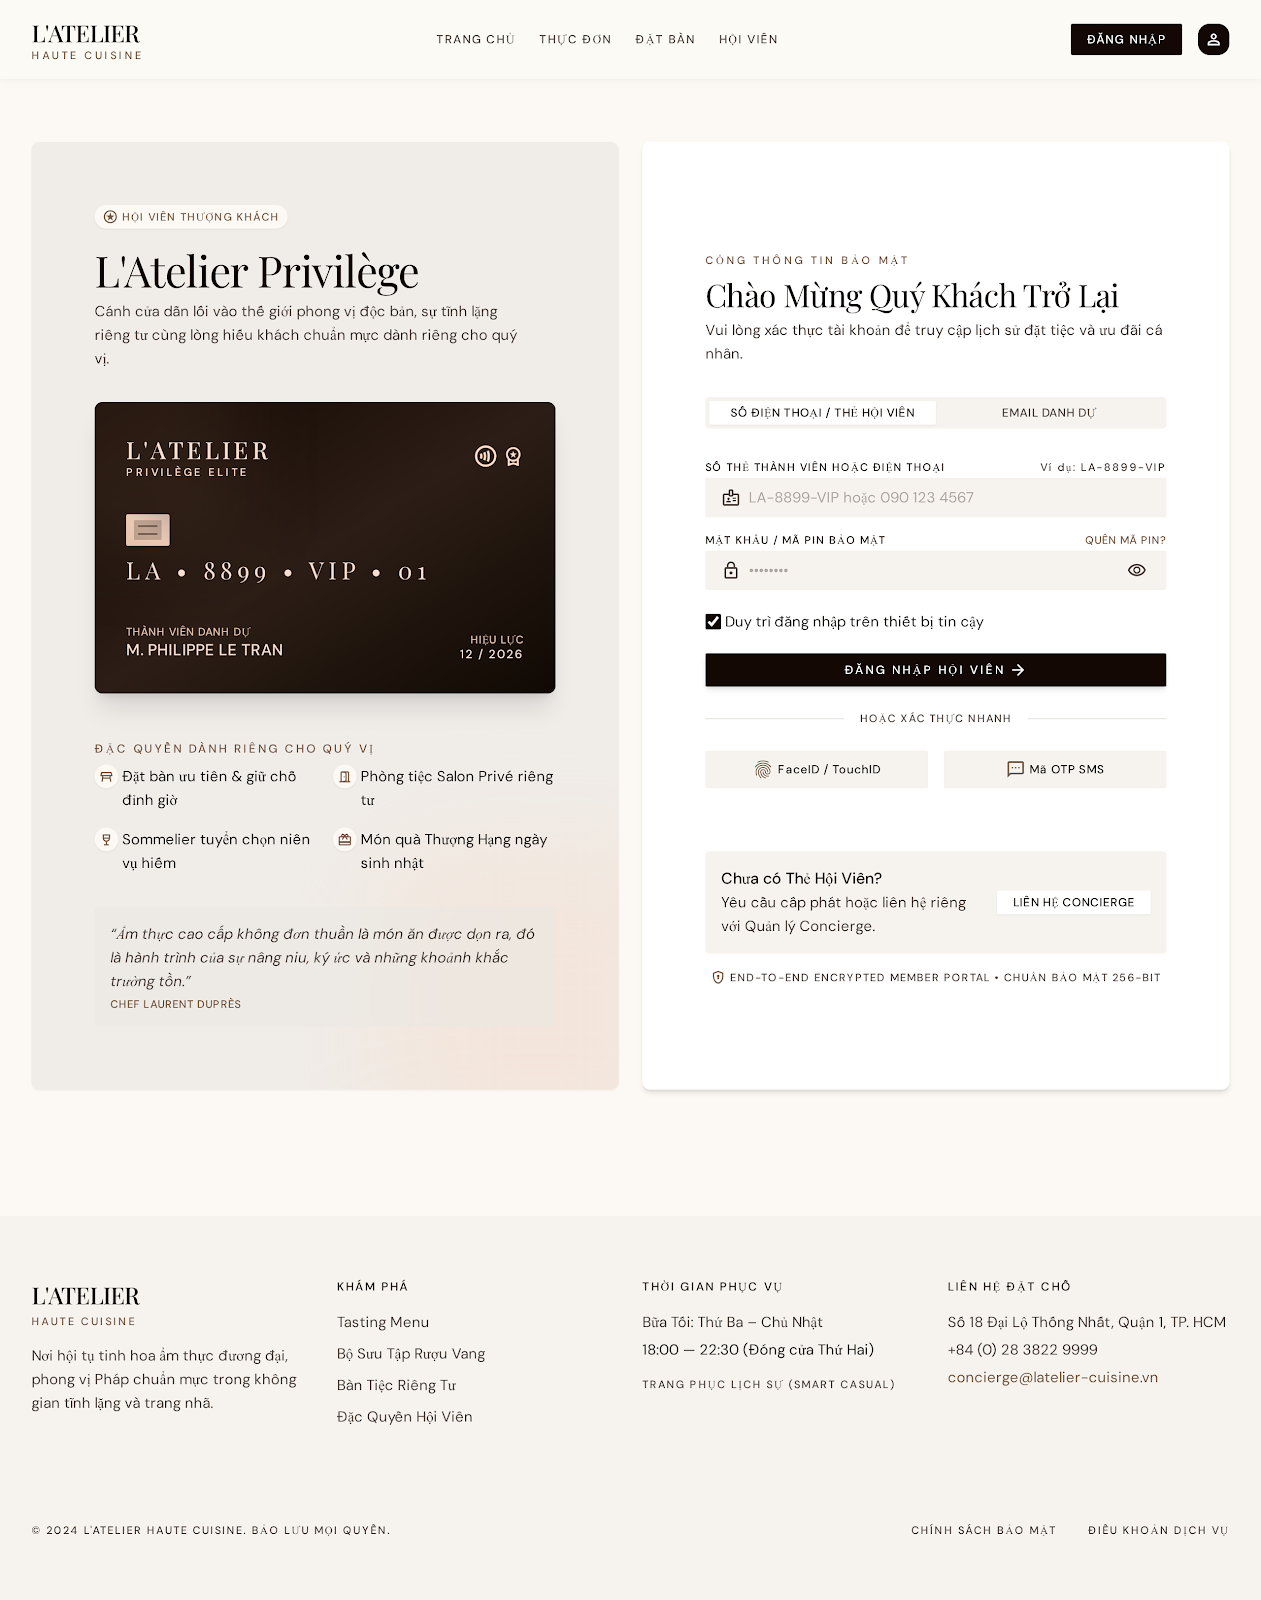 L'ATELIER
HAUTE CUISINE
TRANG CHỦ
THỰC ĐƠN
ĐẶT BÀN
HỘI VIÊN
ĐĂNG NHẬP
HỘI VIÊN THƯỢNG KHÁCH
L'Atelier Privilège
Cánh cửa dẫn lối vào thế giới phong vị độc bản, sự tĩnh lặng
riêng tư cùng lòng hiếu khách chuẩn mực dành riêng cho quý
vị.
L'ATELIER
PRIVILÈGE ELITE
LA • 8899 • VIP • 01
THÀNH VIÊN DANH DỰ
M. PHILIPPE LE TRAN
HIỆU LỰC
12 / 2026
ĐẶC QUYỀN DÀNH RIÊNG CHO QUÝ VỊ
Đặt bàn ưu tiên & giữ chỗ
định giờ
Phòng tiệc Salon Privé riêng
tư
Sommelier tuyển chọn niên
vụ hiếm
Món quà Thượng Hạng ngày
sinh nhật
“Ẩm thực cao cấp không đơn thuần là món ăn được dọn ra, đó
là hành trình của sự nâng niu, ký ức và những khoảnh khắc
trường tồn.”
CHEF LAURENT DUPRÈS
CỔNG THÔNG TIN BẢO MẬT
Chào Mừng Quý Khách Trở Lại
Vui lòng xác thực tài khoản để truy cập lịch sử đặt tiệc và ưu đãi cá
nhân.
SỐ ĐIỆN THOẠI / THẺ HỘI VIÊN
EMAIL DANH DỰ
SỐ THẺ THÀNH VIÊN HOẶC ĐIỆN THOẠI
Ví dụ: LA-8899-VIP
LA-8899-VIP hoặc 090 123 4567
MẬT KHẨU / MÃ PIN BẢO MẬT
QUÊN MÃ PIN?
••••••••
Duy trì đăng nhập trên thiết bị tin cậy
ĐĂNG NHẬP HỘI VIÊN →
HOẶC XÁC THỰC NHANH
FaceID / TouchID
Mã OTP SMS
Chưa có Thẻ Hội Viên?
Yêu cầu cấp phát hoặc liên hệ riêng
với Quản lý Concierge.
LIÊN HỆ CONCIERGE
END-TO-END ENCRYPTED MEMBER PORTAL • CHUẨN BẢO MẬT 256-BIT
L'ATELIER
HAUTE CUISINE
Nơi hội tụ tinh hoa ẩm thực đương đại,
phong vị Pháp chuẩn mực trong không
gian tĩnh lặng và trang nhã.
KHÁM PHÁ
Tasting Menu
Bộ Sưu Tập Rượu Vang
Bàn Tiệc Riêng Tư
Đặc Quyền Hội Viên
THỜI GIAN PHỤC VỤ
Bữa Tối: Thứ Ba – Chủ Nhật
18:00 — 22:30 (Đóng cửa Thứ Hai)
TRANG PHỤC LỊCH SỰ (SMART CASUAL)
LIÊN HỆ ĐẶT CHỖ
Số 18 Đại Lộ Thống Nhất, Quận 1, TP. HCM
+84 (0) 28 3822 9999
concierge@latelier-cuisine.vn
© 2024 L'ATELIER HAUTE CUISINE. BẢO LƯU MỌI QUYỀN.
CHÍNH SÁCH BẢO MẬT
ĐIỀU KHOẢN DỊCH VỤ